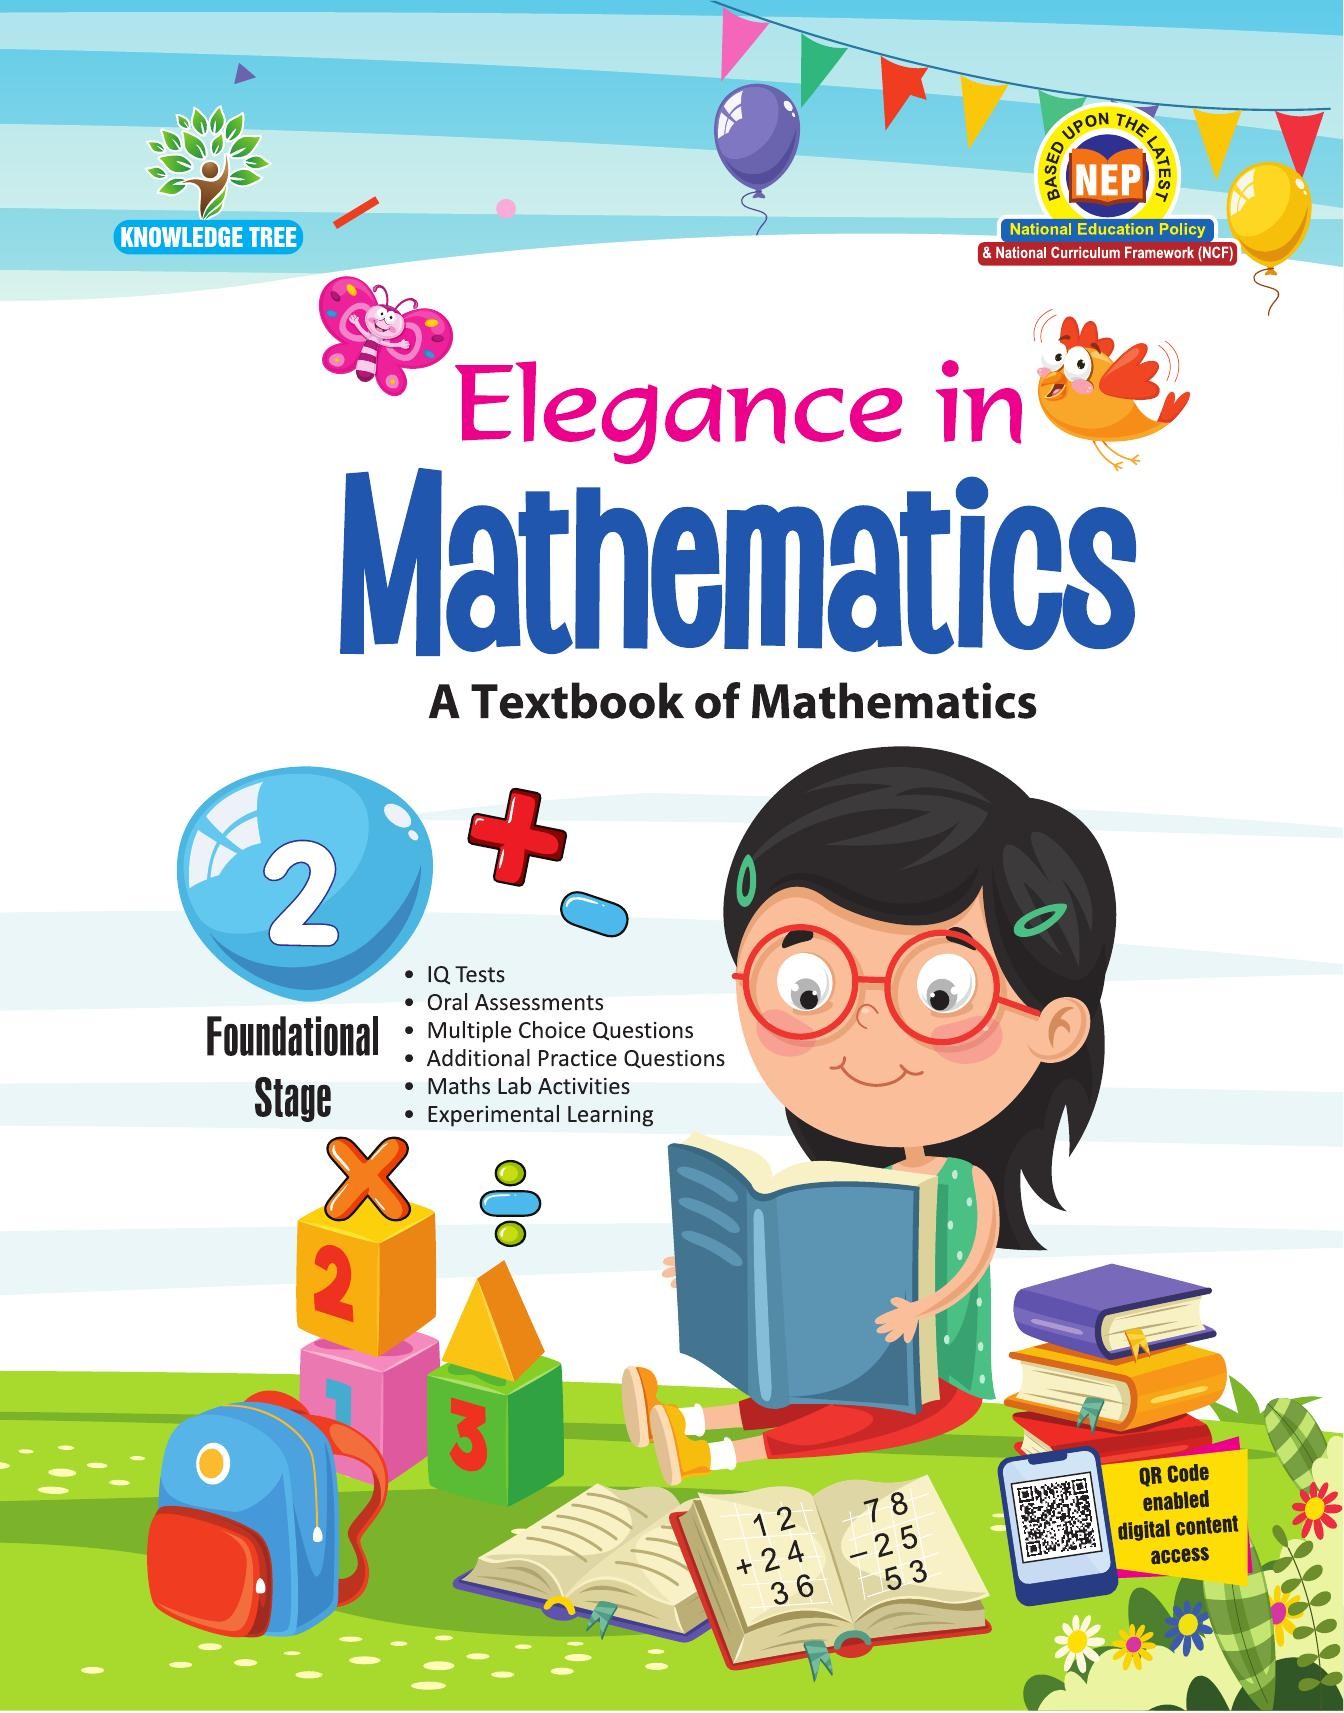 KNOWLEDGE TREE
BASED UPON THE LATEST
NEP
National Education Policy
& National Curriculum Framework (NCF)
Elegance in
Mathematics
A Textbook of Mathematics
2
Foundational
Stage
• IQ Tests
• Oral Assessments
• Multiple Choice Questions
• Additional Practice Questions
• Maths Lab Activities
• Experimental Learning
2
1
3
12
+24
36
78
–25
53
QR Code
enabled
digital content
access